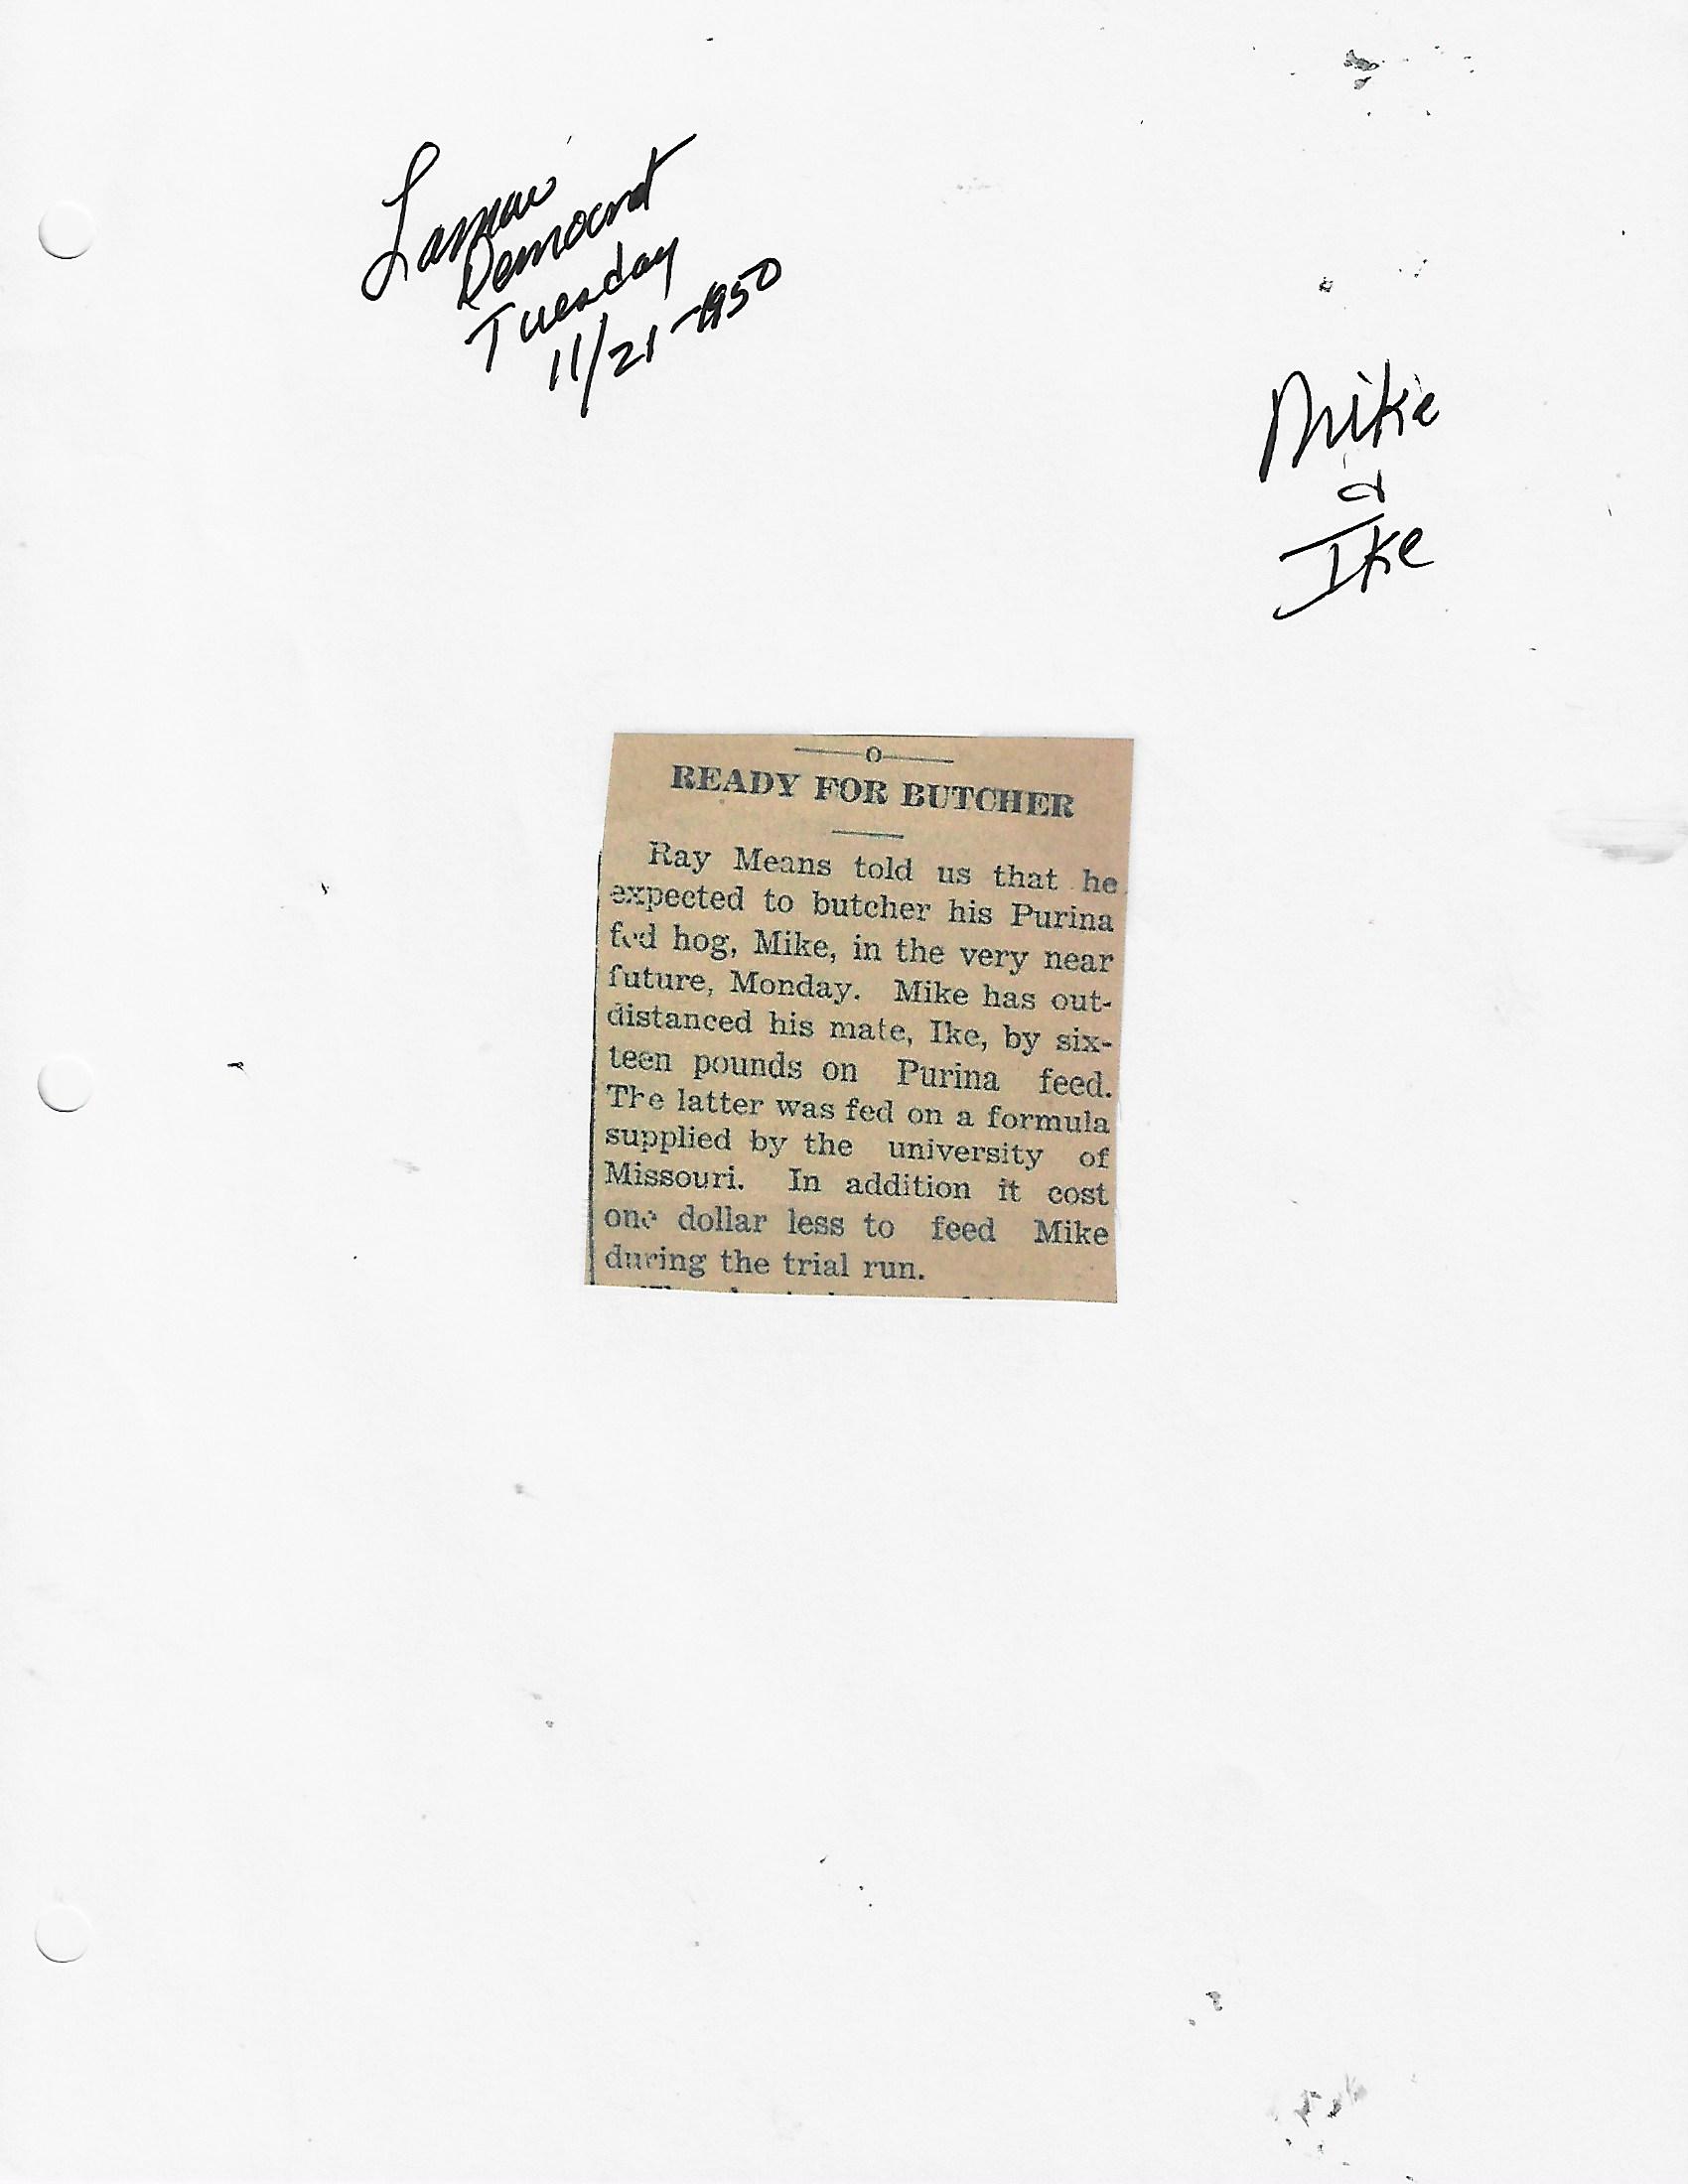 Lamar
Democrat
Tuesday
11/21-1950
Mike
&
Ike
READY FOR BUTCHER
Ray Means told us that he
expected to butcher his Purina
fed hog, Mike, in the very near
future, Monday. Mike has out-
distanced his mate, Ike, by six-
teen pounds on Purina feed.
The latter was fed on a formula
supplied by the university of
Missouri. In addition it cost
one dollar less to feed Mike
during the trial run.